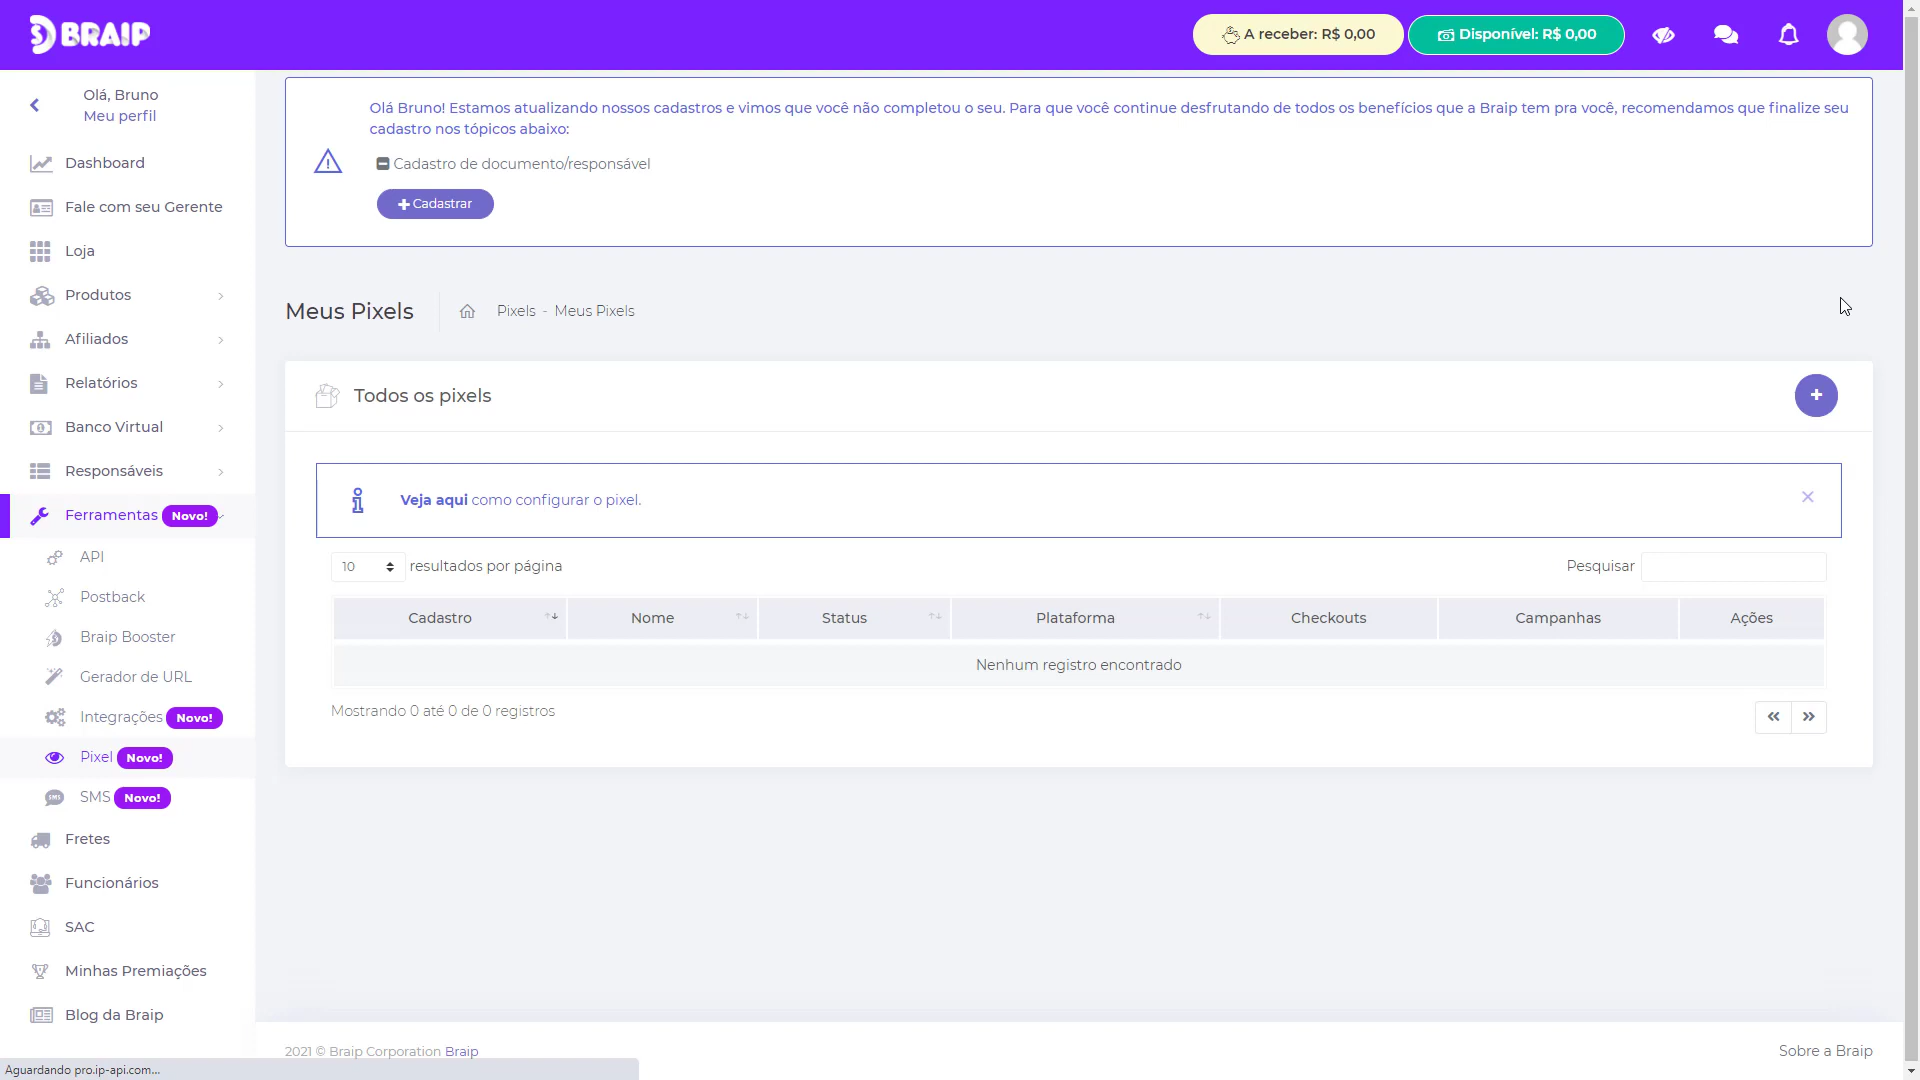 BRAIP
A receber: R$ 0,00
Disponível: R$ 0,00
Olá, Bruno
Meu perfil
Dashboard
Fale com seu Gerente
Loja
Produtos
Afiliados
Relatórios
Banco Virtual
Responsáveis
Ferramentas Novo!
API
Postback
Braip Booster
Gerador de URL
Integrações Novo!
Pixel Novo!
SMS Novo!
Fretes
Funcionários
SAC
Minhas Premiações
Blog da Braip
Olá Bruno! Estamos atualizando nossos cadastros e vimos que você não completou o seu. Para que você continue desfrutando de todos os benefícios que a Braip tem pra você, recomendamos que finalize seu
cadastro nos tópicos abaixo:
Cadastro de documento/responsável
Cadastrar
Meus Pixels
Pixels - Meus Pixels
Todos os pixels
Veja aqui como configurar o pixel.
10 resultados por página
Pesquisar
Cadastro Nome Status Plataforma Checkouts Campanhas Ações
Nenhum registro encontrado
Mostrando 0 até 0 de 0 registros
« »
2021 © Braip Corporation Braip
Sobre a Braip
Aguardando pro.ip-api.com...